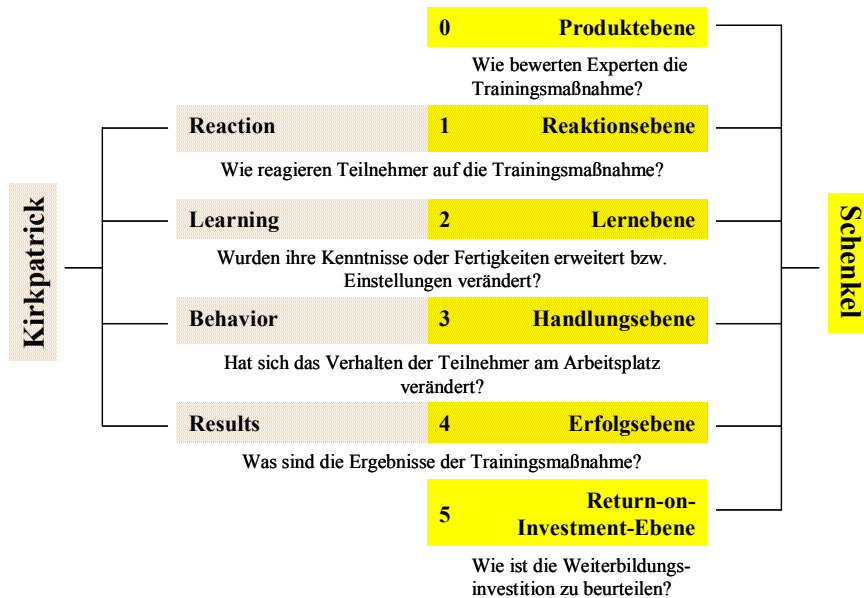 0 Produktebene
Wie bewerten Experten die
Trainingsmaßnahme?
Reaction 1 Reaktionsebene
Wie reagieren Teilnehmer auf die Trainingsmaßnahme?
Kirkpatrick
Learning 2 Lernebene
Schenkel
Wurden ihre Kenntnisse oder Fertigkeiten erweitert bzw.
Einstellungen verändert?
Behavior 3 Handlungsebene
Hat sich das Verhalten der Teilnehmer am Arbeitsplatz
verändert?
Results 4 Erfolgsebene
Was sind die Ergebnisse der Trainingsmaßnahme?
5 Return-on-
Investment-Ebene
Wie ist die Weiterbildungs-
investition zu beurteilen?